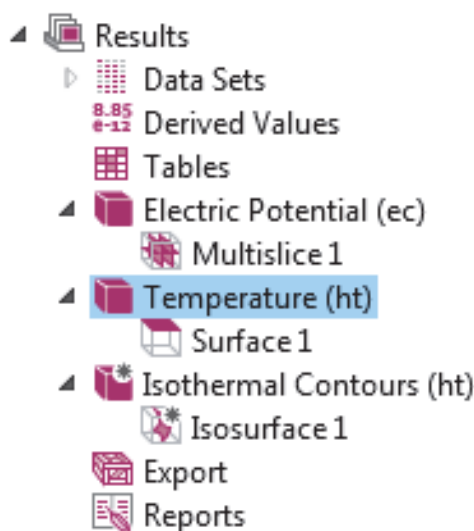 Results
Data Sets
8.85
e-12
Derived Values
Tables
Electric Potential (ec)
Multislice 1
Temperature (ht)
Surface 1
Isothermal Contours (ht)
Isosurface 1
Export
Reports